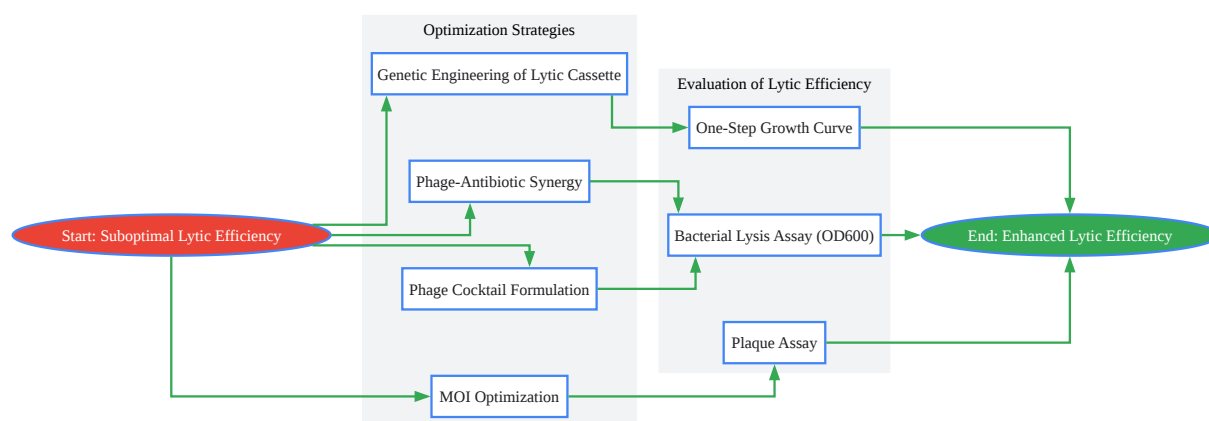 Optimization Strategies
Genetic Engineering of Lytic Cassette
Evaluation of Lytic Efficiency
One-Step Growth Curve
Phage-Antibiotic Synergy
Start: Suboptimal Lytic Efficiency
Bacterial Lysis Assay (OD600)
End: Enhanced Lytic Efficiency
Phage Cocktail Formulation
Plaque Assay
MOI Optimization